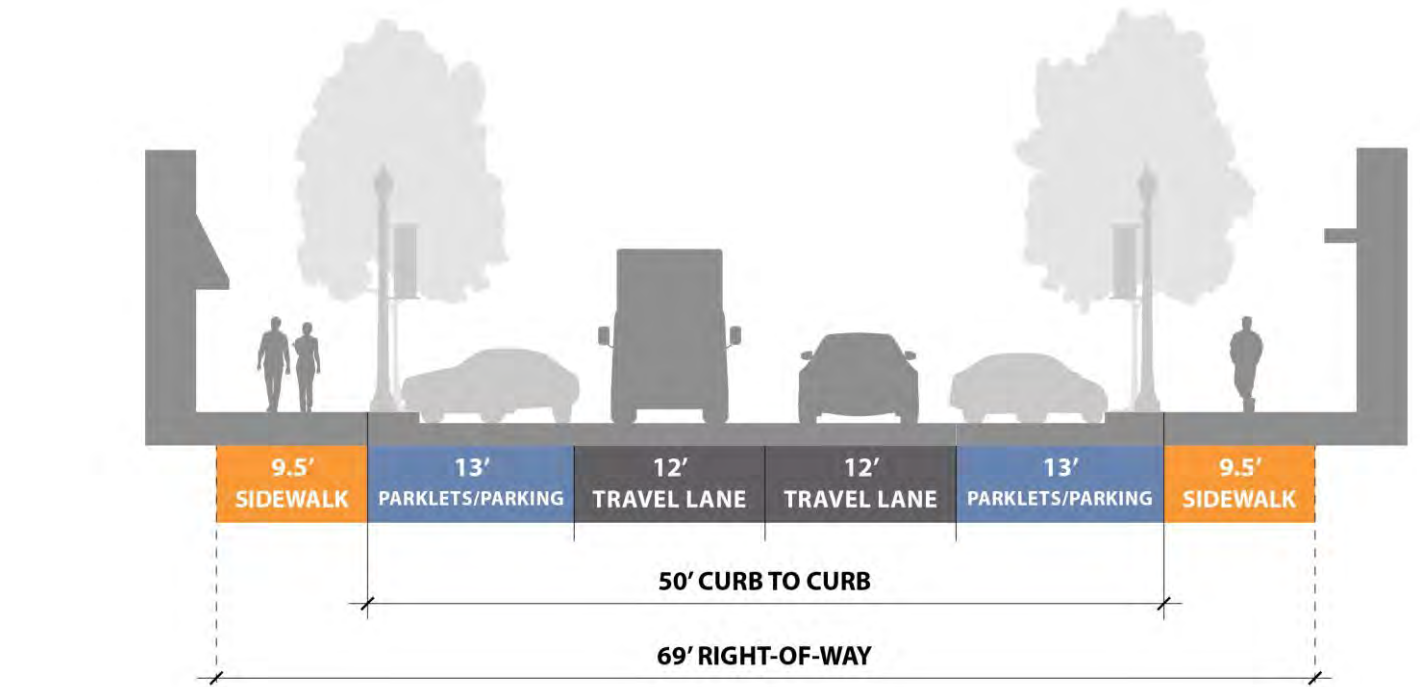 9.5’
SIDEWALK
13’
PARKLETS/PARKING
12’
TRAVEL LANE
12’
TRAVEL LANE
13’
PARKLETS/PARKING
9.5’
SIDEWALK
50’ CURB TO CURB
69’ RIGHT-OF-WAY